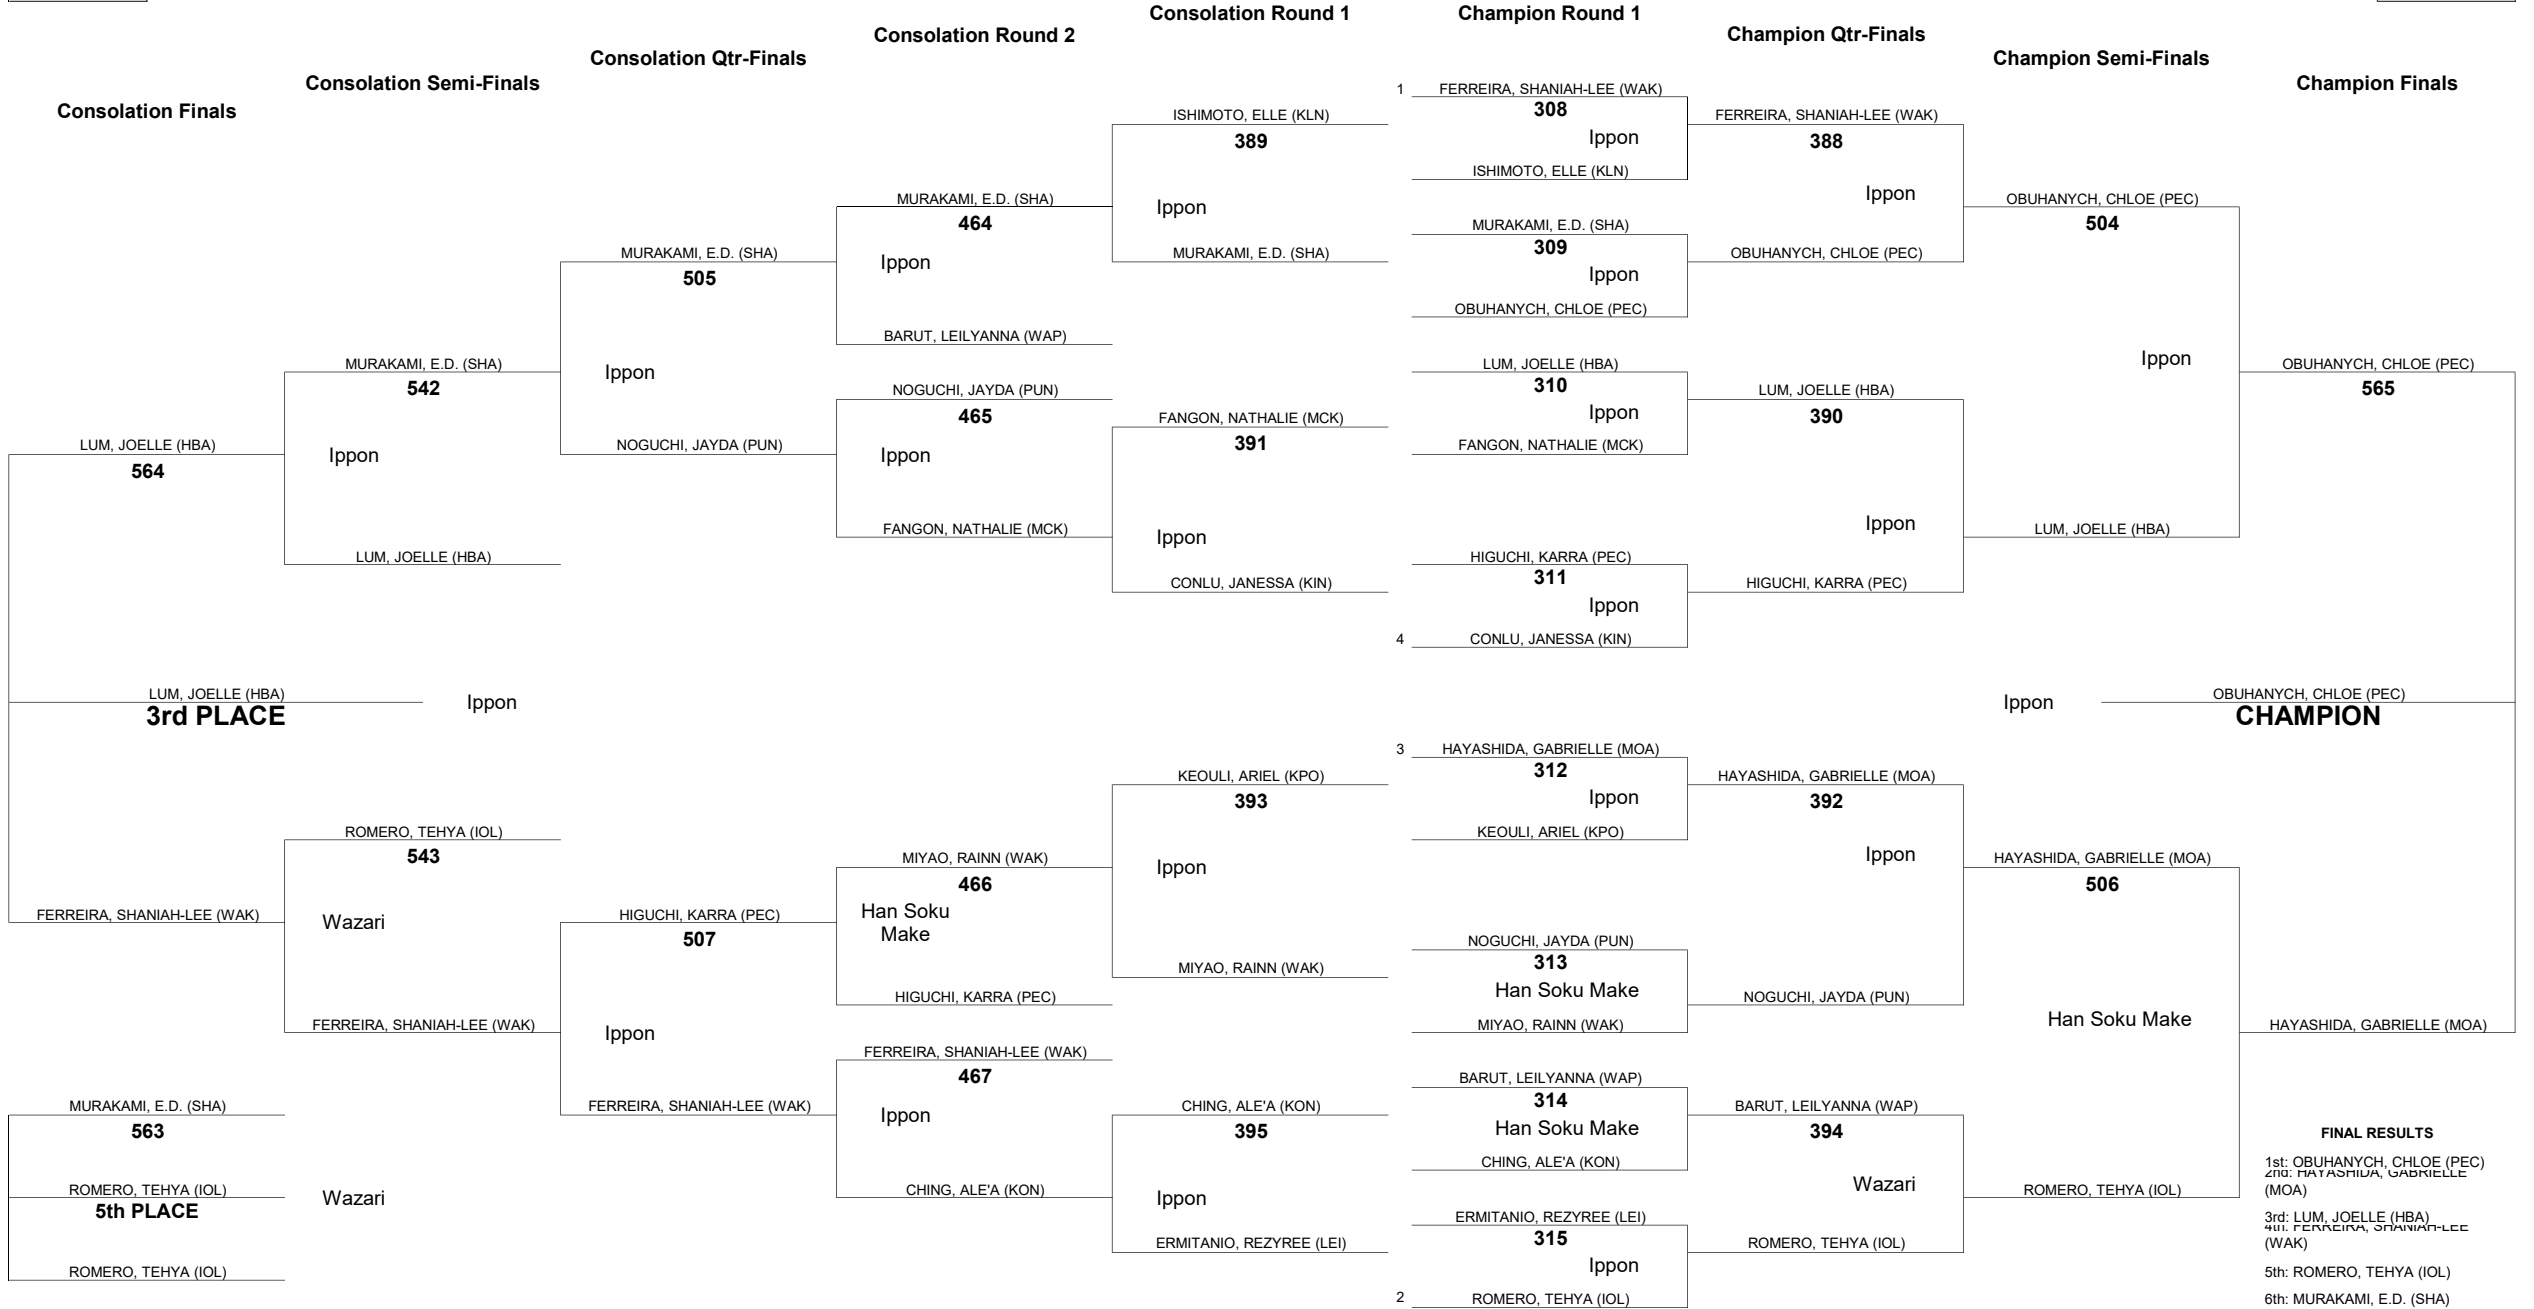 Consolation Round 1
Champion Round 1
Consolation Round 2
Champion Qtr-Finals
Consolation Qtr-Finals
Champion Semi-Finals
Consolation Semi-Finals
Champion Finals
Consolation Finals
LUM, JOELLE (HBA)
564
LUM, JOELLE (HBA)
3rd PLACE
Ippon
FERREIRA, SHANIAH-LEE (WAK)
MURAKAMI, E.D. (SHA)
563
ROMERO, TEHYA (IOL)
5th PLACE
Wazari
ROMERO, TEHYA (IOL)
MURAKAMI, E.D. (SHA)
542
Ippon
LUM, JOELLE (HBA)
ROMERO, TEHYA (IOL)
543
Wazari
FERREIRA, SHANIAH-LEE (WAK)
MURAKAMI, E.D. (SHA)
505
Ippon
NOGUCHI, JAYDA (PUN)
HIGUCHI, KARRA (PEC)
507
Ippon
FERREIRA, SHANIAH-LEE (WAK)
MURAKAMI, E.D. (SHA)
464
Ippon
BARUT, LEILYANNA (WAP)
NOGUCHI, JAYDA (PUN)
465
Ippon
FANGON, NATHALIE (MCK)
MIYAO, RAINN (WAK)
466
Han Soku
Make
HIGUCHI, KARRA (PEC)
FERREIRA, SHANIAH-LEE (WAK)
467
Ippon
CHING, ALE'A (KON)
ISHIMOTO, ELLE (KLN)
389
Ippon
MURAKAMI, E.D. (SHA)
FANGON, NATHALIE (MCK)
391
Ippon
CONLU, JANESSA (KIN)
KEOULI, ARIEL (KPO)
393
Ippon
MIYAO, RAINN (WAK)
CHING, ALE'A (KON)
395
Ippon
ERMITANIO, REZYREE (LEI)
1 FERREIRA, SHANIAH-LEE (WAK)
308
Ippon
ISHIMOTO, ELLE (KLN)
MURAKAMI, E.D. (SHA)
309
Ippon
OBUHANYCH, CHLOE (PEC)
LUM, JOELLE (HBA)
310
Ippon
FANGON, NATHALIE (MCK)
HIGUCHI, KARRA (PEC)
311
Ippon
4 CONLU, JANESSA (KIN)
3 HAYASHIDA, GABRIELLE (MOA)
312
Ippon
KEOULI, ARIEL (KPO)
NOGUCHI, JAYDA (PUN)
313
Han Soku Make
MIYAO, RAINN (WAK)
BARUT, LEILYANNA (WAP)
314
Han Soku Make
CHING, ALE'A (KON)
ERMITANIO, REZYREE (LEI)
315
Ippon
2 ROMERO, TEHYA (IOL)
FERREIRA, SHANIAH-LEE (WAK)
388
Ippon
OBUHANYCH, CHLOE (PEC)
LUM, JOELLE (HBA)
390
Ippon
HIGUCHI, KARRA (PEC)
HAYASHIDA, GABRIELLE (MOA)
392
Ippon
NOGUCHI, JAYDA (PUN)
BARUT, LEILYANNA (WAP)
394
Wazari
ROMERO, TEHYA (IOL)
OBUHANYCH, CHLOE (PEC)
504
Ippon
LUM, JOELLE (HBA)
HAYASHIDA, GABRIELLE (MOA)
506
Han Soku Make
ROMERO, TEHYA (IOL)
OBUHANYCH, CHLOE (PEC)
565
Ippon
OBUHANYCH, CHLOE (PEC)
CHAMPION
HAYASHIDA, GABRIELLE (MOA)
FINAL RESULTS
1st: OBUHANYCH, CHLOE (PEC)
2nd: HAYASHIDA, GABRIELLE
(MOA)
3rd: LUM, JOELLE (HBA)
4th: FERREIRA, SHANIAH-LEE
(WAK)
5th: ROMERO, TEHYA (IOL)
6th: MURAKAMI, E.D. (SHA)